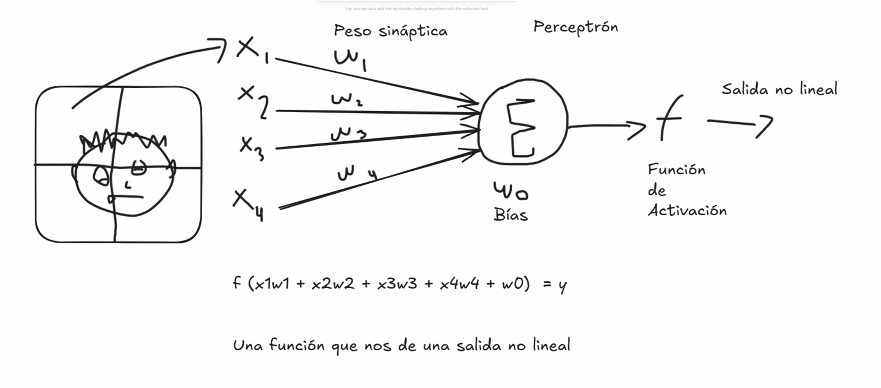 Peso sináptica
Perceptrón
x1
w1
x2
w2
x3
w3
x4
w4
Σ
w0
Bías
f
Salida no lineal
Función
de
Activación
f (x1w1 + x2w2 + x3w3 + x4w4 + w0) = y
Una función que nos de una salida no lineal